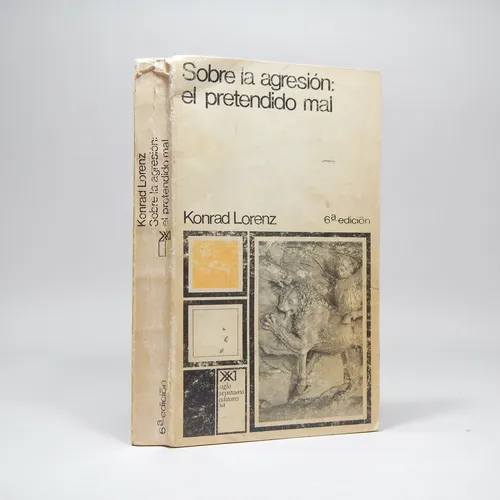 Sobre la agresión:
el pretendido mal
Konrad Lorenz
6ª edición
siglo
veintiuno
editores
sa
Konrad Lorenz
Sobre la agresión:
el pretendido mal
6ª edición